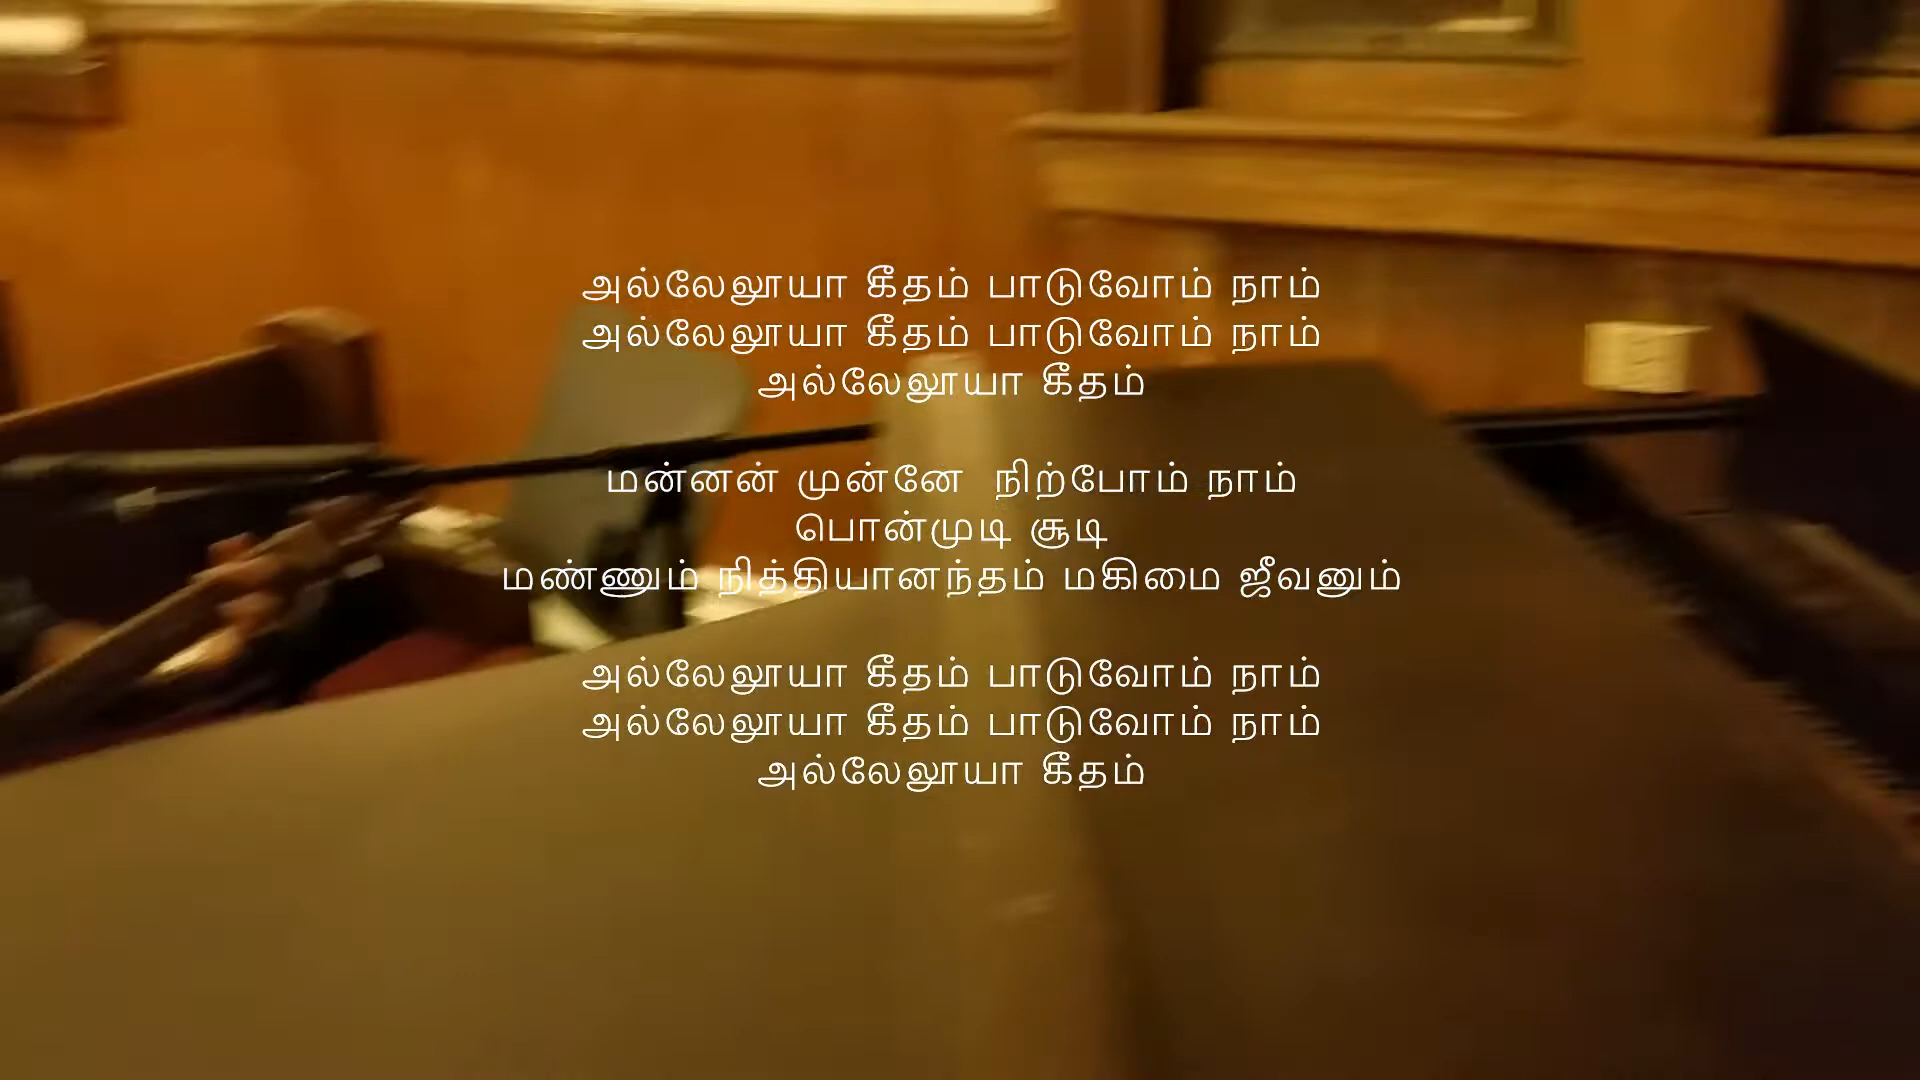 அல்லேலூயா கீதம் பாடுவோம் நாம்
அல்லேலூயா கீதம் பாடுவோம் நாம்
அல்லேலூயா கீதம்
மன்னன் முன்னே நிற்போம் நாம்
பொன்முடி சூடி
மண்ணும் நித்தியானந்தம் மகிமை ஜீவனும்
அல்லேலூயா கீதம் பாடுவோம் நாம்
அல்லேலூயா கீதம் பாடுவோம் நாம்
அல்லேலூயா கீதம்